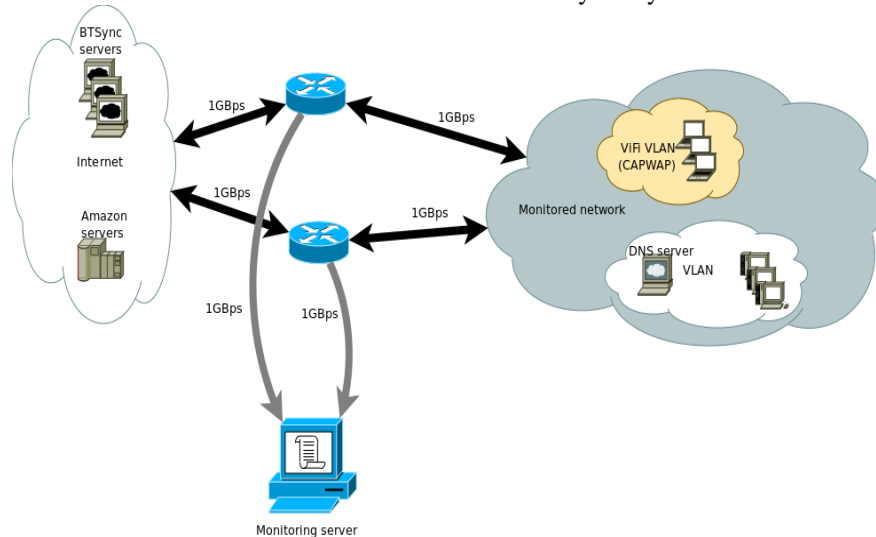 BTSync
servers
Internet
Amazon
servers
1GBps
1GBps
1GBps
1GBps
1GBps
1GBps
ViFi VLAN
(CAPWAP)
Monitored network
DNS server
VLAN
Monitoring server